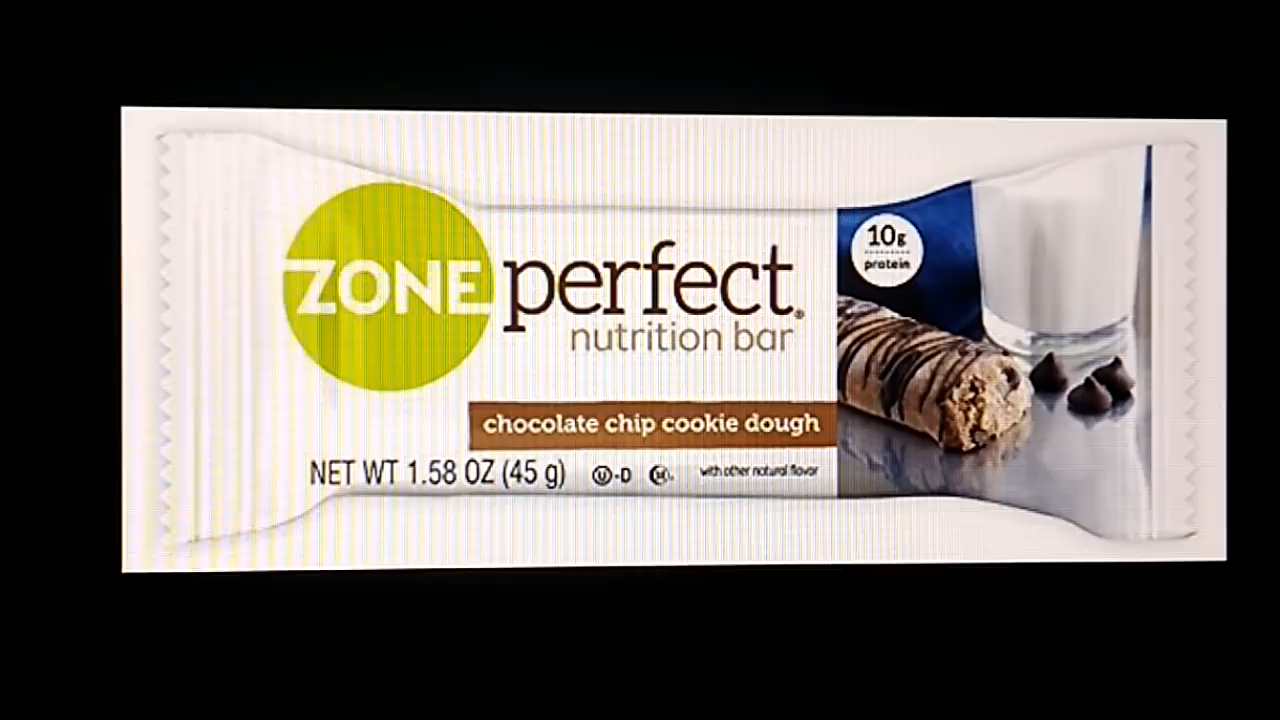 ZONE perfect®
nutrition bar
10g
protein
chocolate chip cookie dough
NET WT 1.58 OZ (45 g) U-D
with other natural flavor